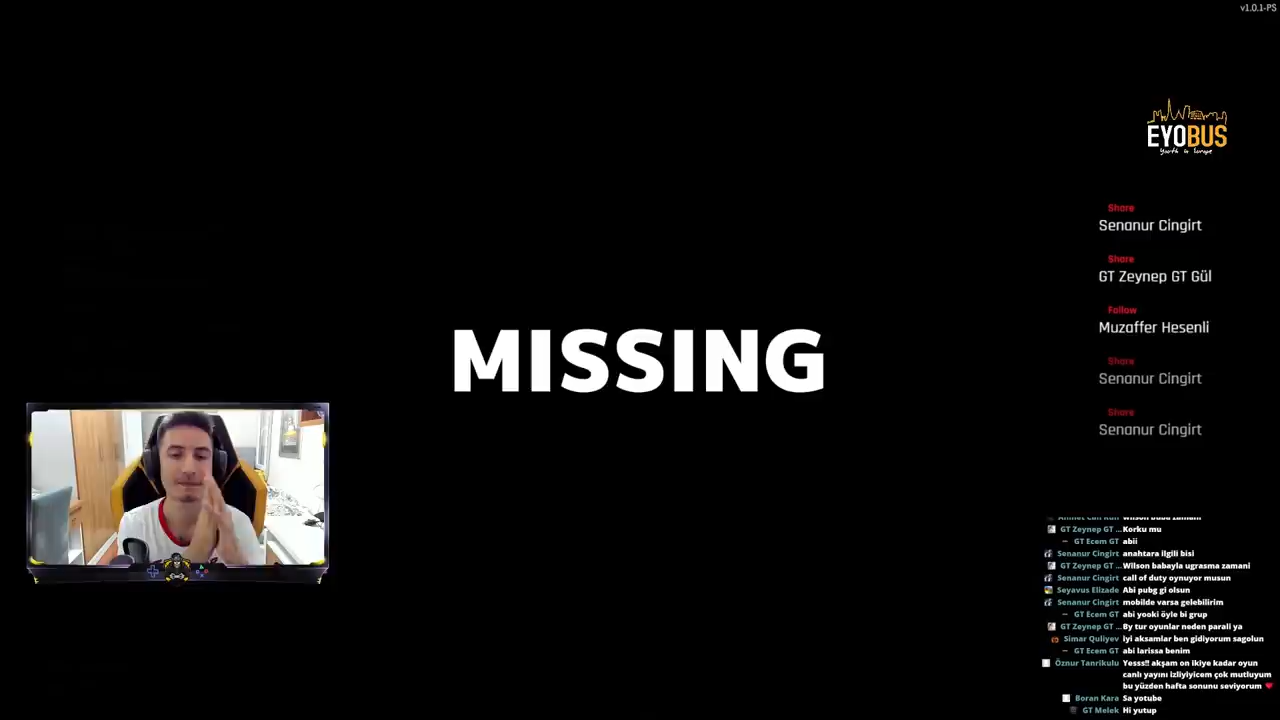 v1.0.1-PS
EYOBUS
Youth in Europe
Share
Senanur Cingirt
Share
GT Zeynep GT Gül
Follow
Muzaffer Hesenli
Share
Senanur Cingirt
Share
Senanur Cingirt
MISSING
GT Zeynep GT ... Korku mu
GT Ecem GT abii
Senanur Cingirt anahtara ilgili bisi
GT Zeynep GT ... Wilson babayla ugrasma zamani
Senanur Cingirt call of duty oynuyor musun
Seyavus Elizade Abi pubg gi olsun
Senanur Cingirt mobilde varsa gelebilirim
GT Ecem GT abi yooki öyle bi grup
GT Zeynep GT ... By tur oyunlar neden parali ya
Simar Quliyev iyi aksamlar ben gidiyorum sagolun
GT Ecem GT abi larissa benim
Öznur Tanrikulu Yesss!! akşam on ikiye kadar oyun
canlı yayını izliyiyicem çok mutluyum
bu yüzden hafta sonunu seviyorum
Boran Kara Sa yotube
GT Melek Hi yutup